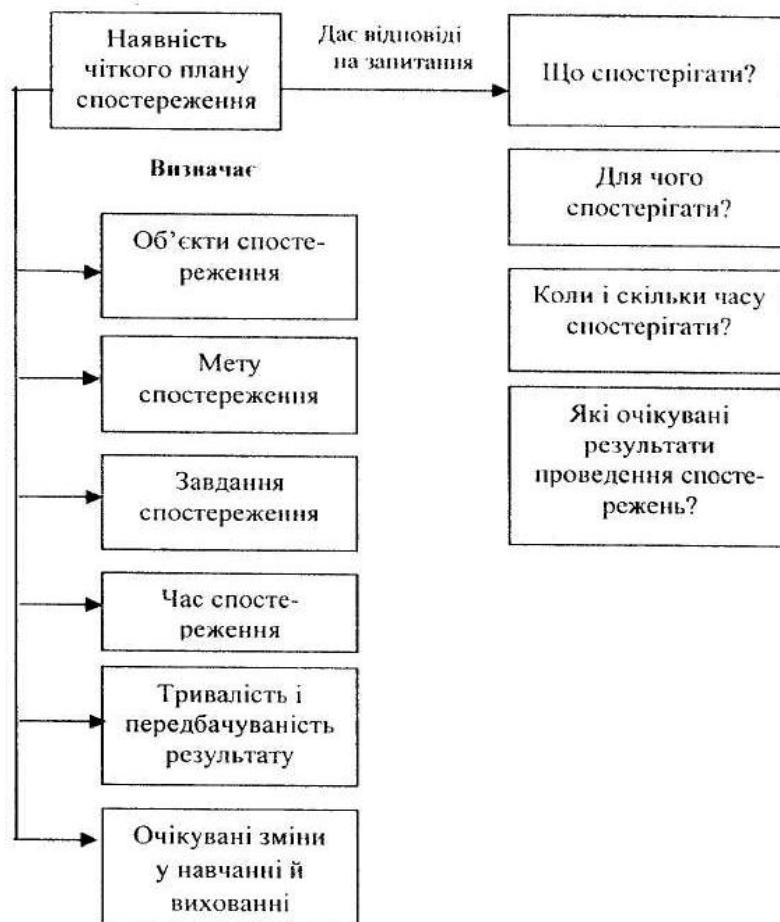 Наявність
чіткого плану
спостереження
Дає відповіді
на запитання
Що спостерігати?
Визначає
Для чого
спостерігати?
Об’єкти спосте-
реження
Коли і скільки часу
спостерігати?
Мету
спостереження
Які очікувані
результати
проведення спосте-
режень?
Завдання
спостереження
Час спосте-
реження
Тривалість і
передбачуваність
результату
Очікувані зміни
у навчанні й
вихованні